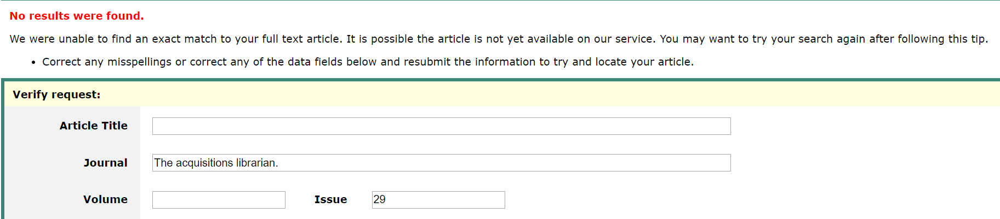 No results were found.
We were unable to find an exact match to your full text article. It is possible the article is not yet available on our service. You may want to try your search again after following this tip.
• Correct any misspellings or correct any of the data fields below and resubmit the information to try and locate your article.
Verify request:
Article Title
Journal The acquisitions librarian.
Volume Issue 29